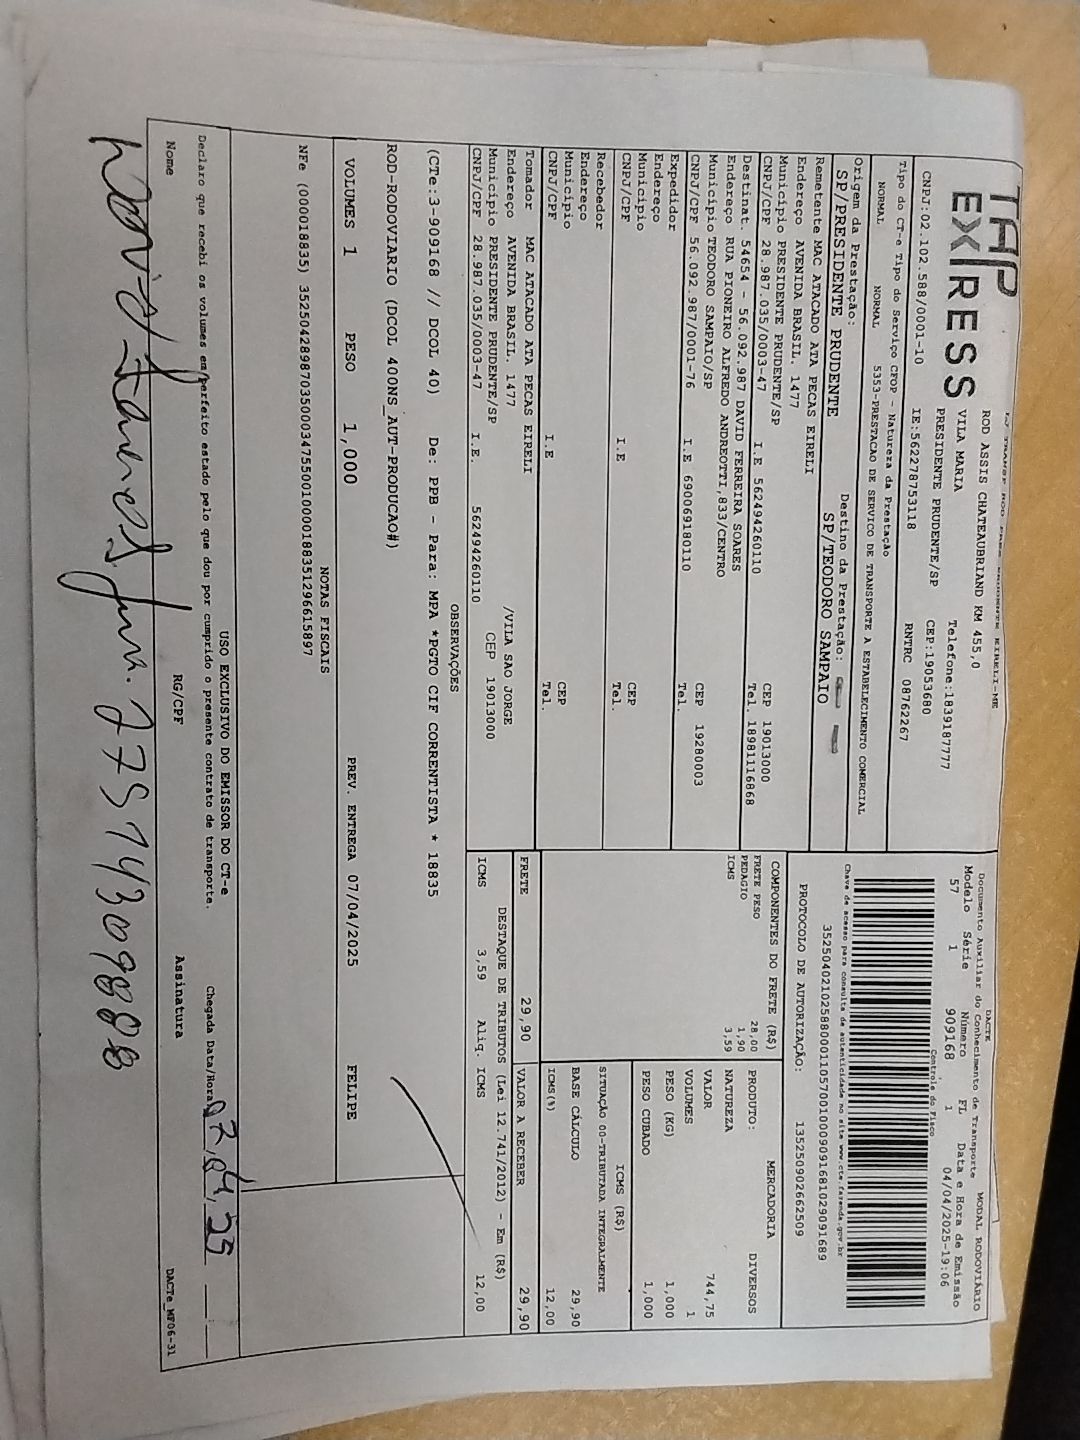 TAP
EXPRESS
ROD ASSIS CHATEAUBRIAND KM 455,0
VILA MARIA
Telefone:1839187777
PRESIDENTE PRUDENTE/SP CEP:19053680
CNPJ:02.102.588/0001-10 IE:562278753118 RNTRC 08762267
Tipo do CT-e Tipo do Serviço CFOP - Natureza da Prestação
NORMAL NORMAL 5353-PRESTACAO DE SERVICO DE TRANSPORTE A ESTABELECIMENTO COMERCIAL
Origem da Prestação: Destino da Prestação:
SP/PRESIDENTE PRUDENTE SP/TEODORO SAMPAIO
DACTE MODAL RODOVIÁRIO
Documento Auxiliar do Conhecimento de Transporte
Modelo Série Número FL Data e Hora de Emissão
57 1 909168 1 04/04/2025-19:06
Controle do Fisco
Chave de acesso para consulta de autenticidade no site www.cte.fazenda.gov.br
35250402102588000110570010009091681029091689
PROTOCOLO DE AUTORIZAÇÃO: 135250902662509
Remetente MAC ATACADO ATA PECAS EIRELI
Endereço AVENIDA BRASIL. 1477
Município PRESIDENTE PRUDENTE/SP CEP 19013000
CNPJ/CPF 28.987.035/0003-47 I.E 562494260110 Tel. 18981116868
Destinat. 54654 - 56.092.987 DAVID FERREIRA SOARES
Endereço RUA PIONEIRO ALFREDO ANDREOTTI,833/CENTRO
Município TEODORO SAMPAIO/SP CEP 19280003
CNPJ/CPF 56.092.987/0001-76 I.E 690069180110 Tel.
Expedidor
Endereço
Município CEP
CNPJ/CPF I.E Tel.
Recebedor
Endereço
Município CEP
CNPJ/CPF I.E Tel.
Tomador MAC ATACADO ATA PECAS EIRELI
Endereço AVENIDA BRASIL. 1477 /VILA SAO JORGE
Município PRESIDENTE PRUDENTE/SP CEP 19013000
CNPJ/CPF 28.987.035/0003-47 I.E. 562494260110
COMPONENTES DO FRETE (R$)
FRETE PESO 28,00
PEDAGIO 1,90
ICMS 3,59
FRETE 29,90
MERCADORIA
PRODUTO: DIVERSOS
NATUREZA
VALOR 744,75
VOLUMES 1
PESO (KG) 1,000
PESO CUBADO 1,000
ICMS (R$)
SITUAÇÃO 00-TRIBUTADA INTEGRALMENTE
BASE CÁLCULO 29,90
ICMS(%) 12,00
VALOR A RECEBER 29,90
DESTAQUE DE TRIBUTOS (Lei 12.741/2012) - Em (R$)
ICMS 3,59 Aliq. ICMS 12,00
OBSERVAÇÕES
(CTe:3-909168 // DCOL 40) De: PPB - Para: MPA *PGTO CIF CORRENTISTA * 18835
ROD-RODOVIARIO (DCOL 400NS_AUT-PRODUCAO#)
VOLUMES 1 PESO 1,000 PREV. ENTREGA 07/04/2025 FELIPE
NOTAS FISCAIS
NFe (000018835) 35250428987035000347550010000188351296615897
USO EXCLUSIVO DO EMISSOR DO CT-e
Declaro que recebi os volumes em perfeito estado pelo que dou por cumprido o presente contrato de transporte. Chegada Data/Hora 07,04,25
Nome RG/CPF Assinatura DACTe_MF06-31
David